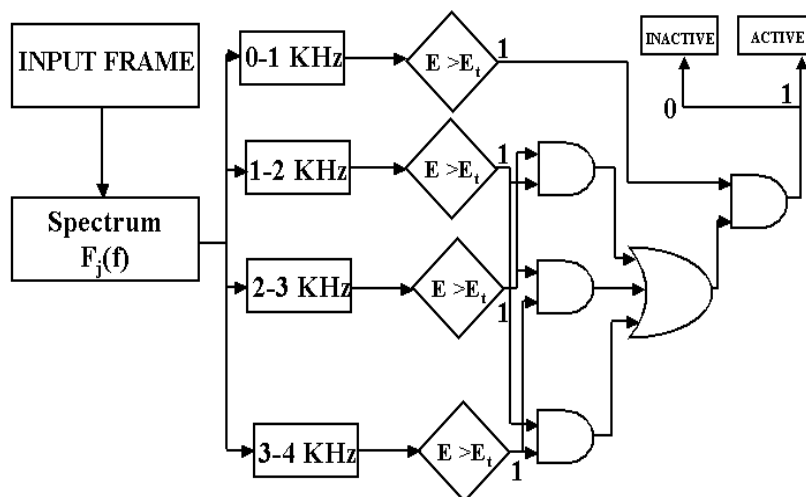 INPUT FRAME
Spectrum
F_j(f)
0-1 KHz
E >E_t
1
1-2 KHz
E >E_t
1
2-3 KHz
E >E_t
1
3-4 KHz
E >E_t
1
INACTIVE
ACTIVE
0
1